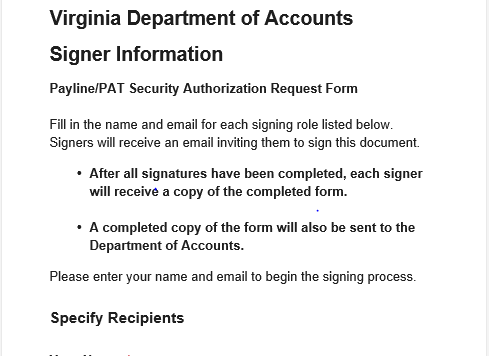 Virginia Department of Accounts
Signer Information
Payline/PAT Security Authorization Request Form
Fill in the name and email for each signing role listed below.
Signers will receive an email inviting them to sign this document.
• After all signatures have been completed, each signer
will receive a copy of the completed form.
• A completed copy of the form will also be sent to the
Department of Accounts.
Please enter your name and email to begin the signing process.
Specify Recipients